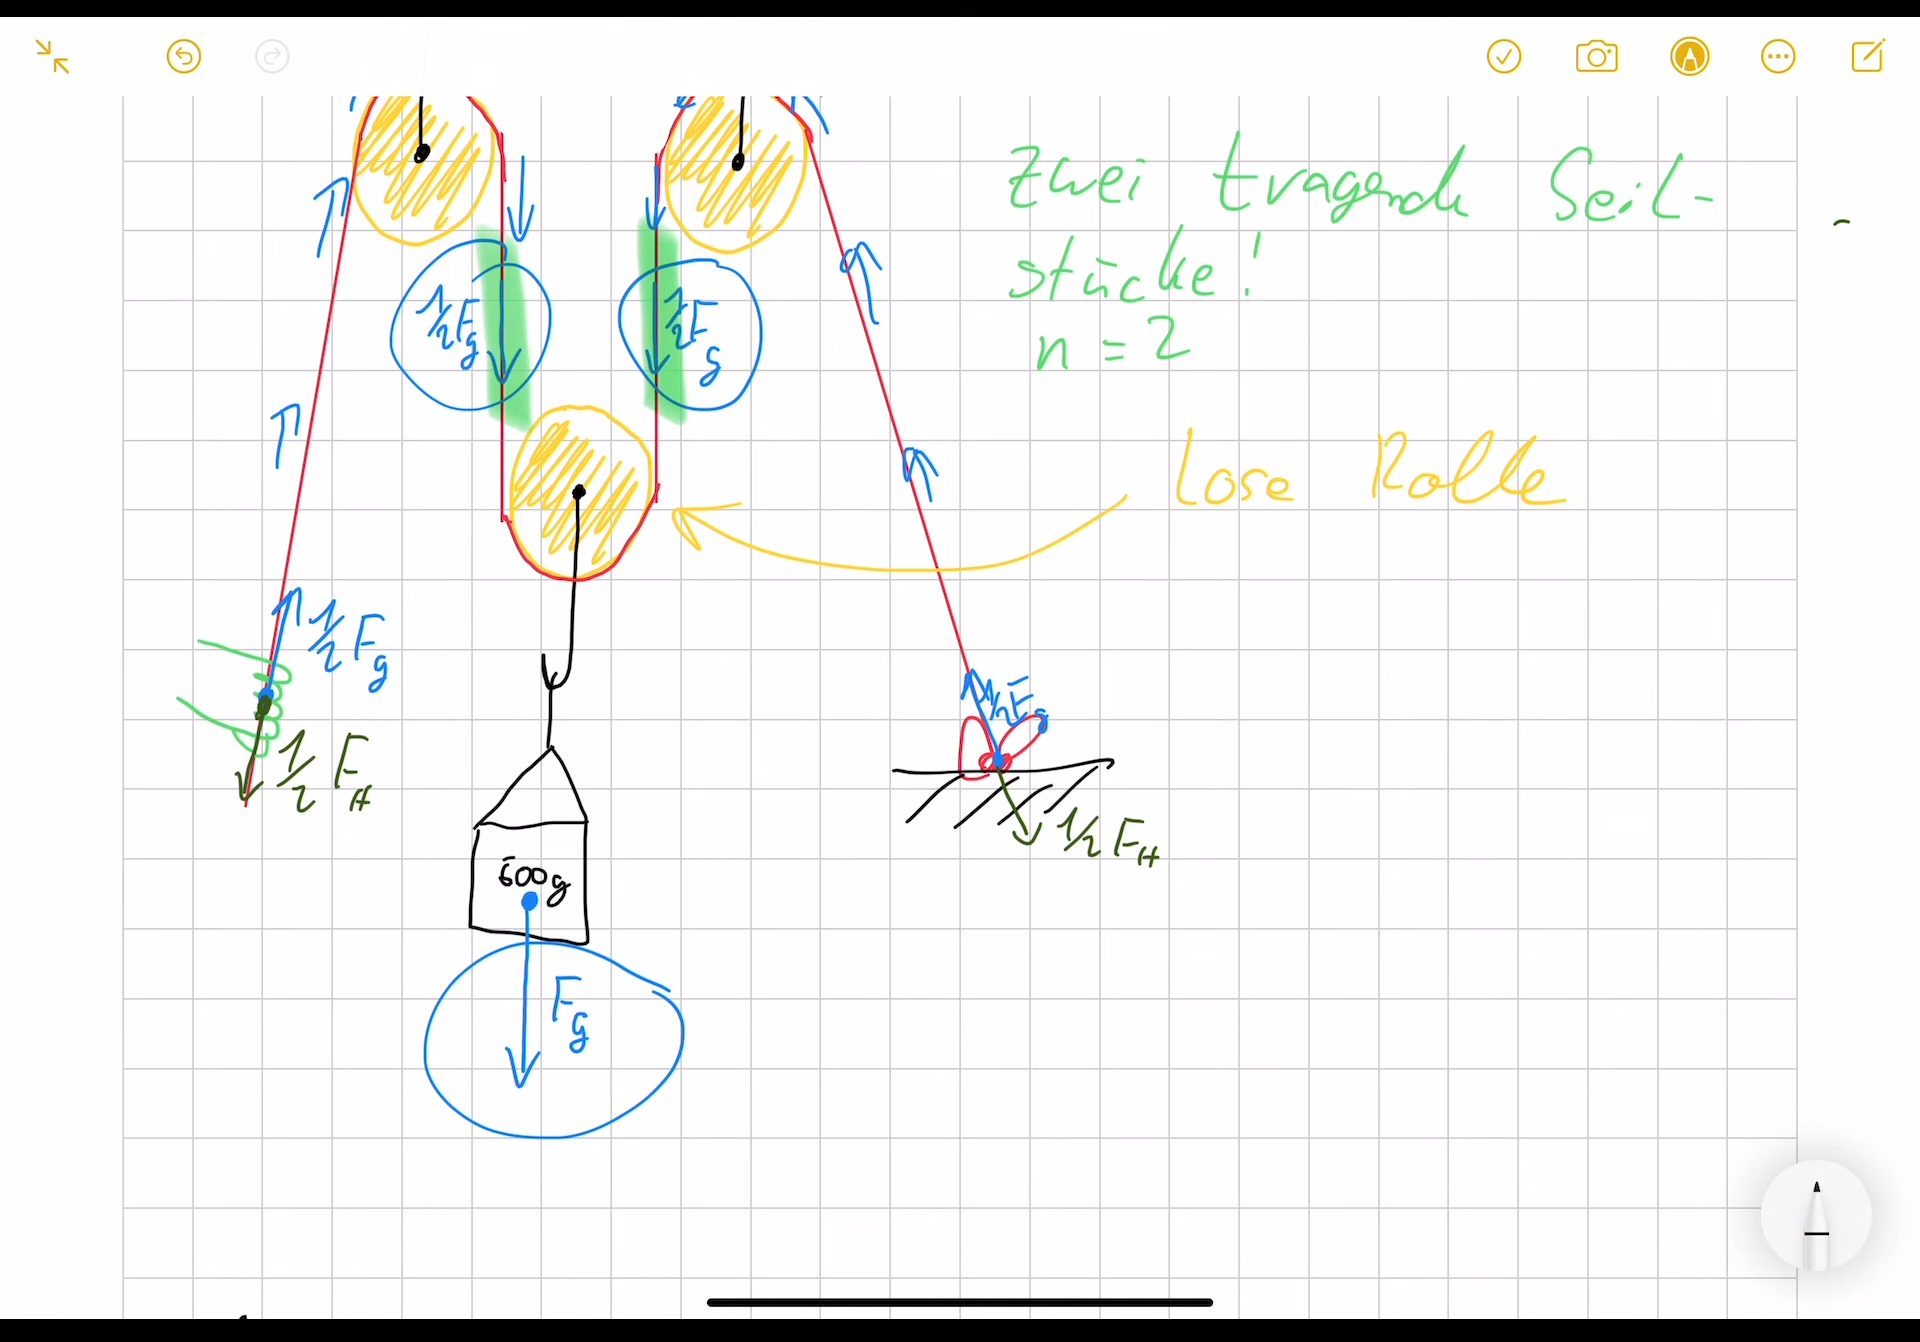 Zwei tragende Seil-
stücke!
n = 2
1/2 Fg
1/2 Fg
Lose Rolle
1/2 Fg
1/2 Fg
1/2 FH
1/2 FH
600g
Fg